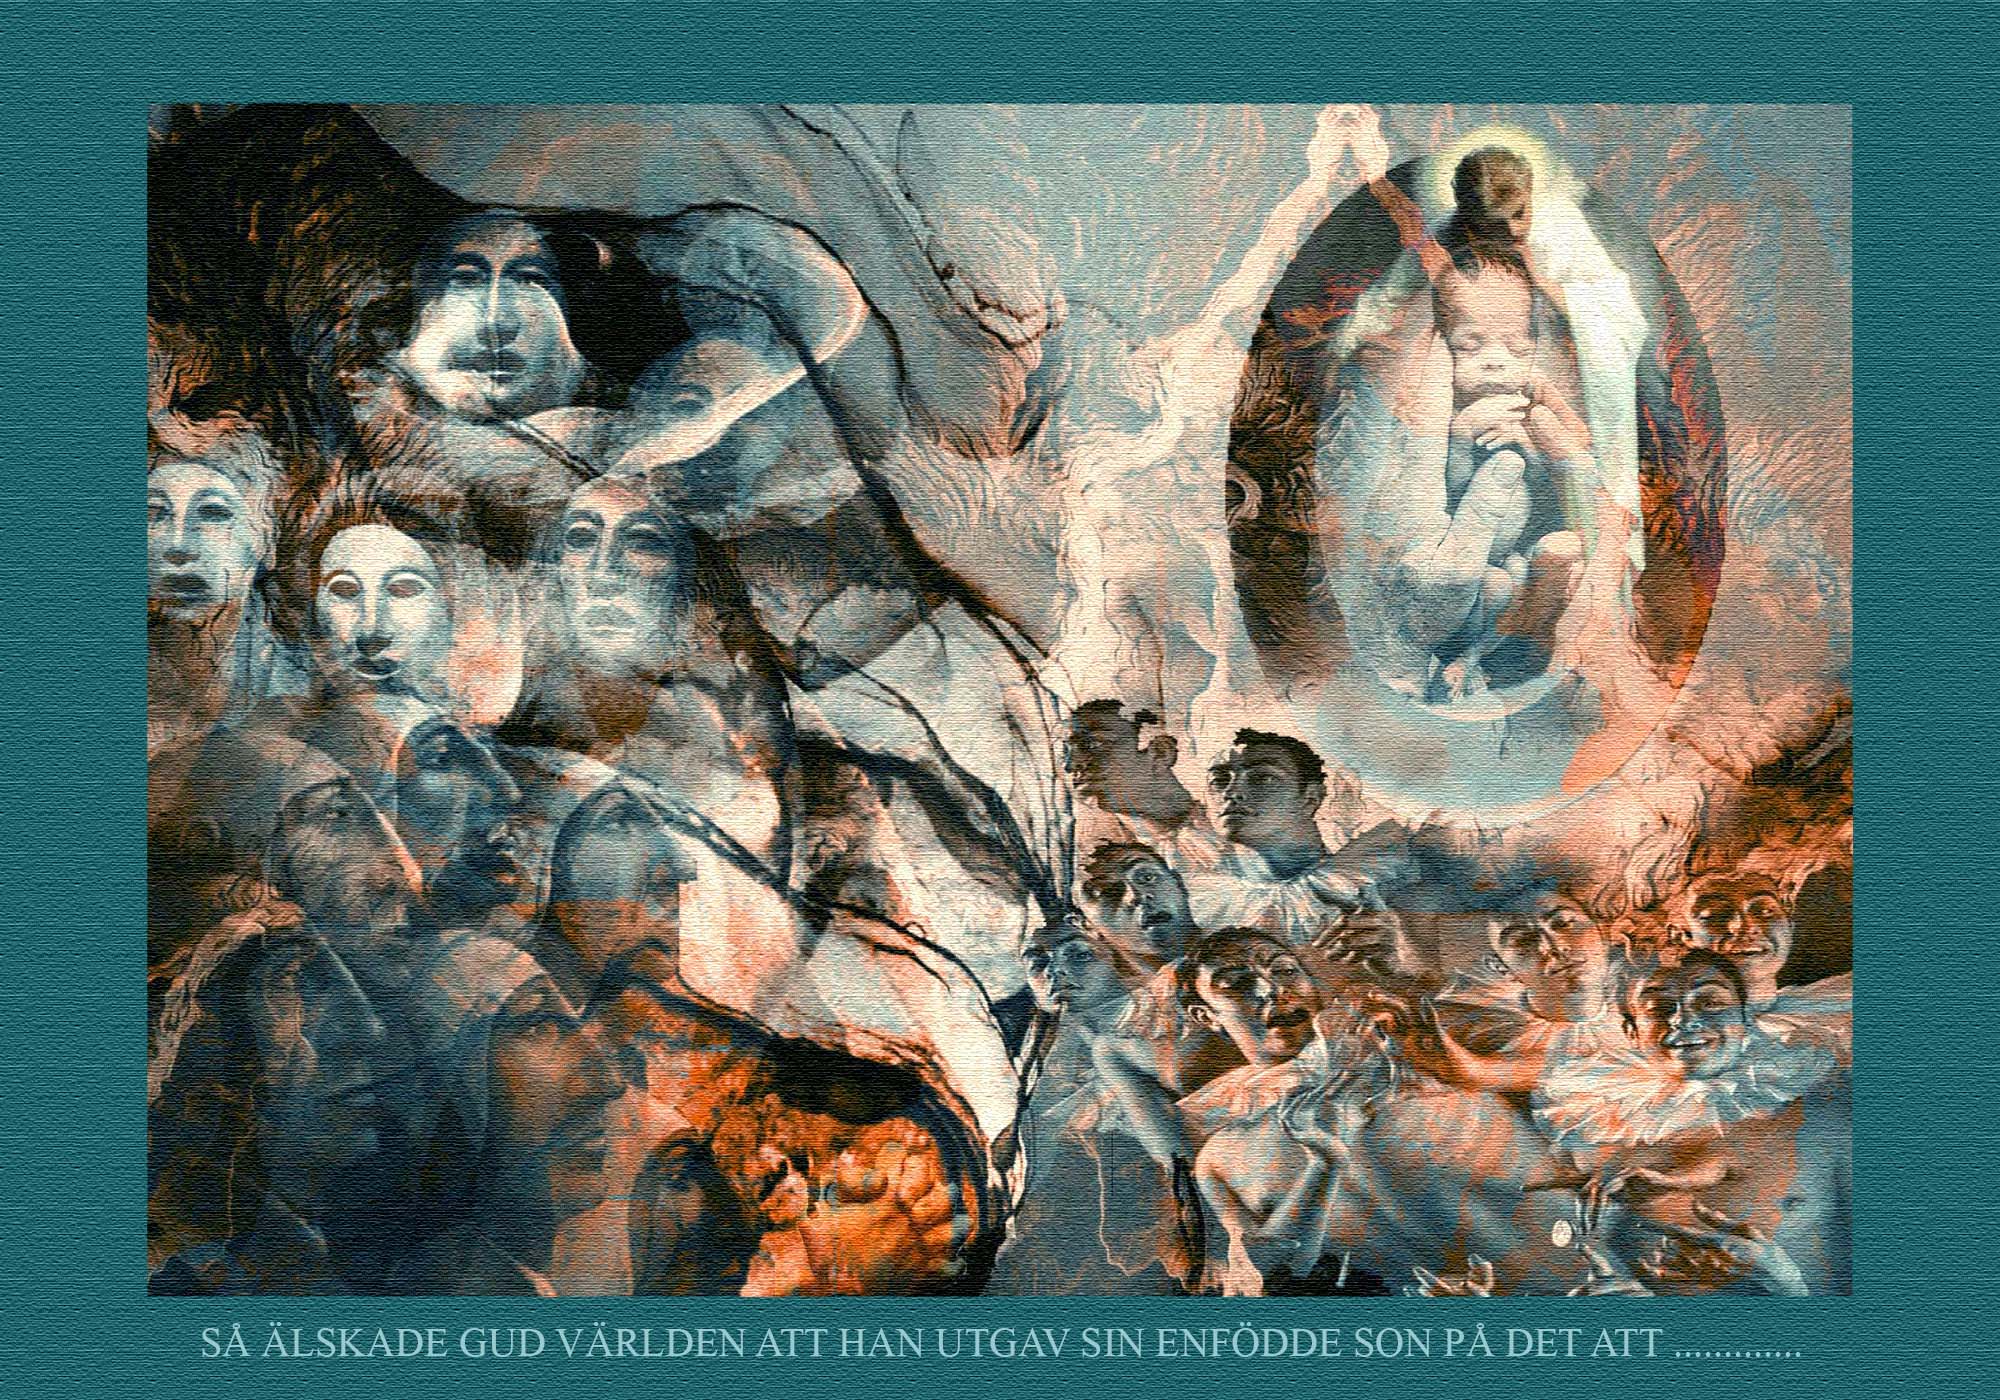 SÅ ÄLSKADE GUD VÄRLDEN ATT HAN UTGAV SIN ENFÖDDE SON PÅ DET ATT .............